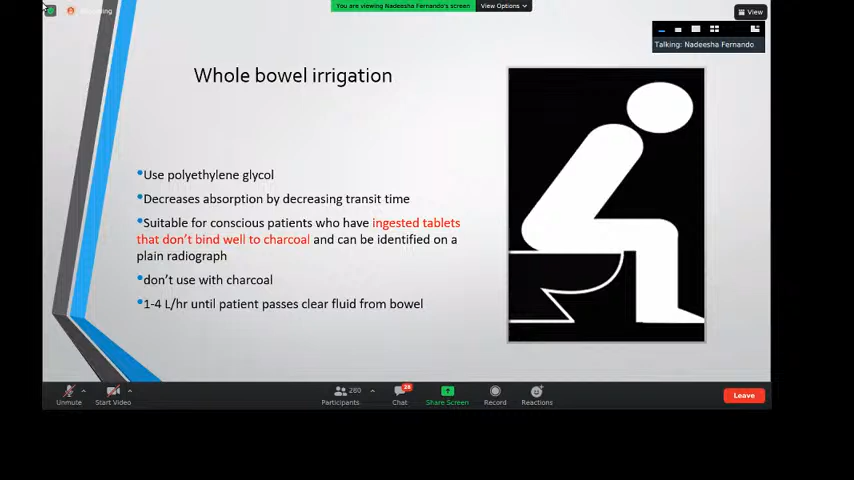 You are viewing Nadeesha Fernando's screen
View Options
View
Talking: Nadeesha Fernando
Whole bowel irrigation
•Use polyethylene glycol
•Decreases absorption by decreasing transit time
•Suitable for conscious patients who have ingested tablets
that don't bind well to charcoal and can be identified on a
plain radiograph
•don't use with charcoal
•1-4 L/hr until patient passes clear fluid from bowel
Unmute
Start Video
280
Participants
28
Chat
Share Screen
Record
Reactions
Leave